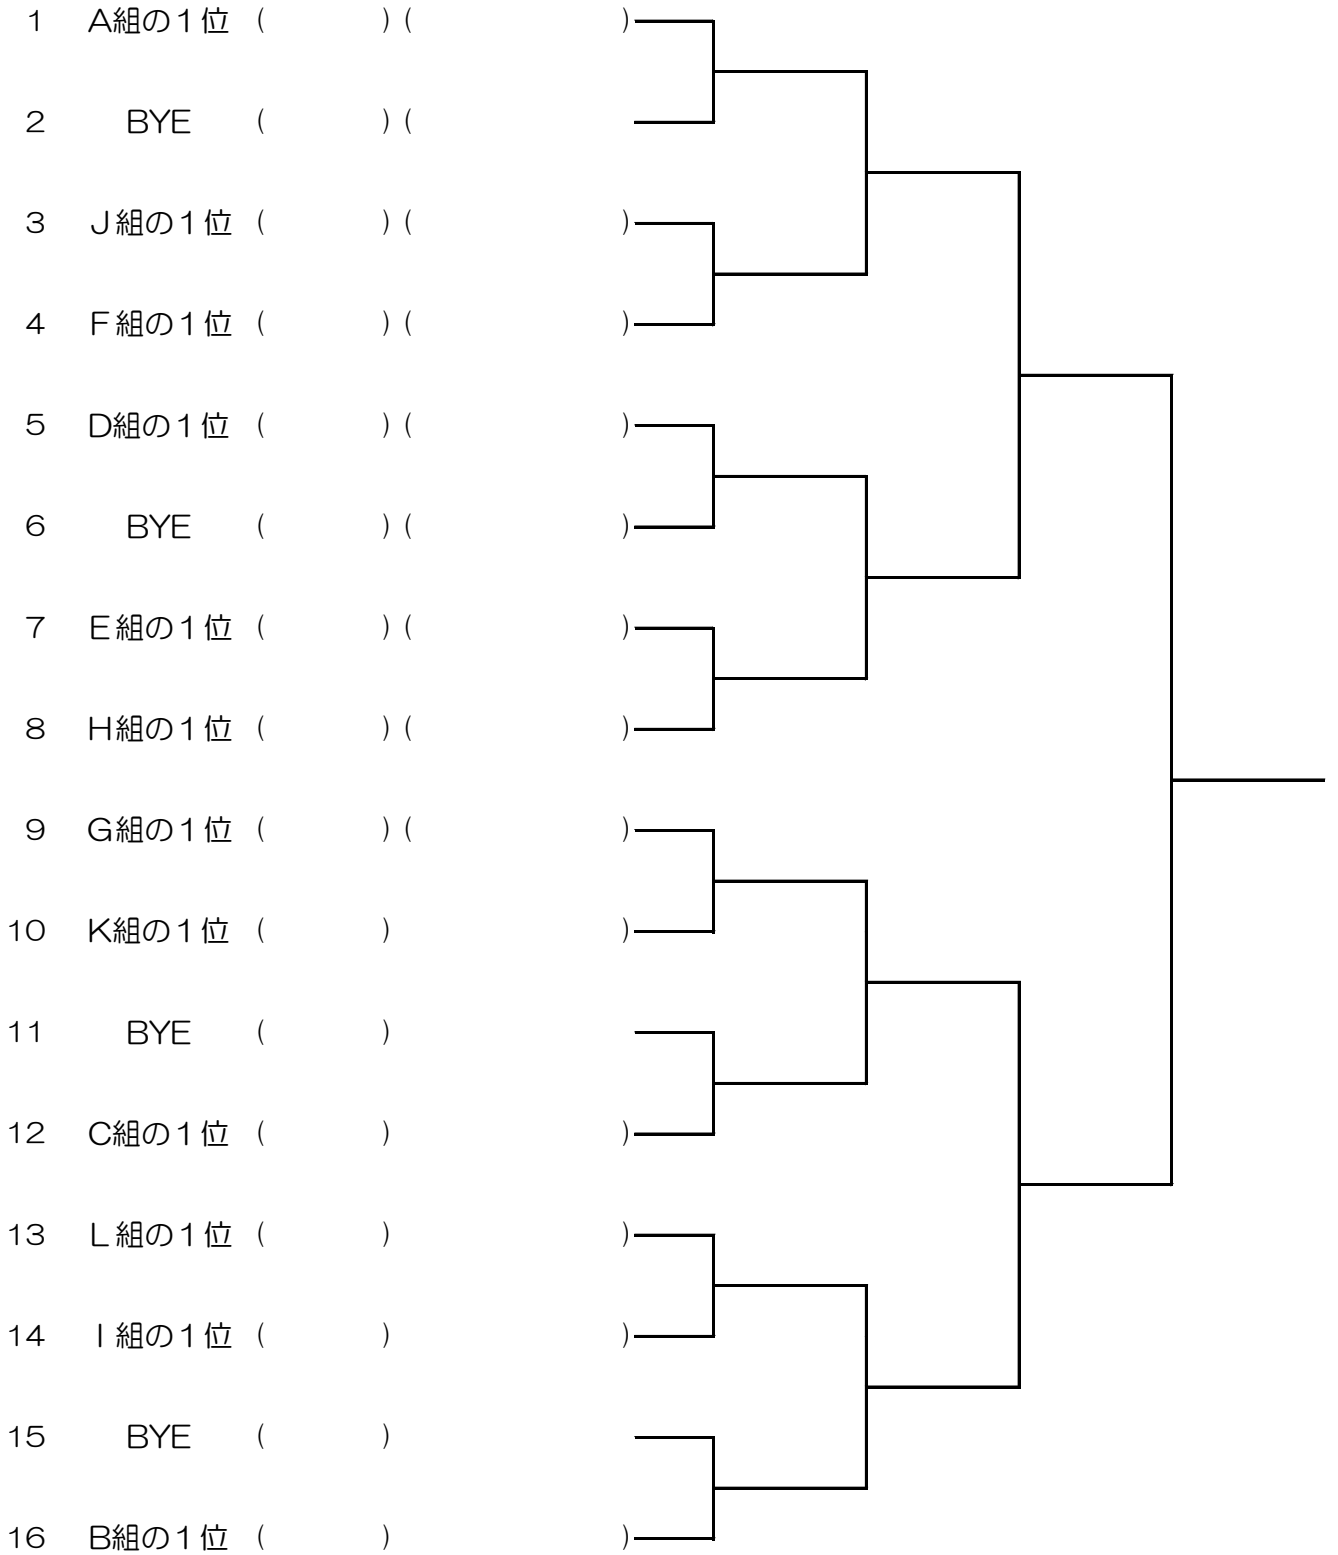 1 A組の1位 ( ) ( )
2 BYE ( ) (
3 J組の1位 ( ) ( )
4 F組の1位 ( ) ( )
5 D組の1位 ( ) ( )
6 BYE ( ) ( )
7 E組の1位 ( ) ( )
8 H組の1位 ( ) ( )
9 G組の1位 ( ) ( )
10 K組の1位 ( ) )
11 BYE ( )
12 C組の1位 ( ) )
13 L組の1位 ( ) )
14 I組の1位 ( ) )
15 BYE ( )
16 B組の1位 ( ) )